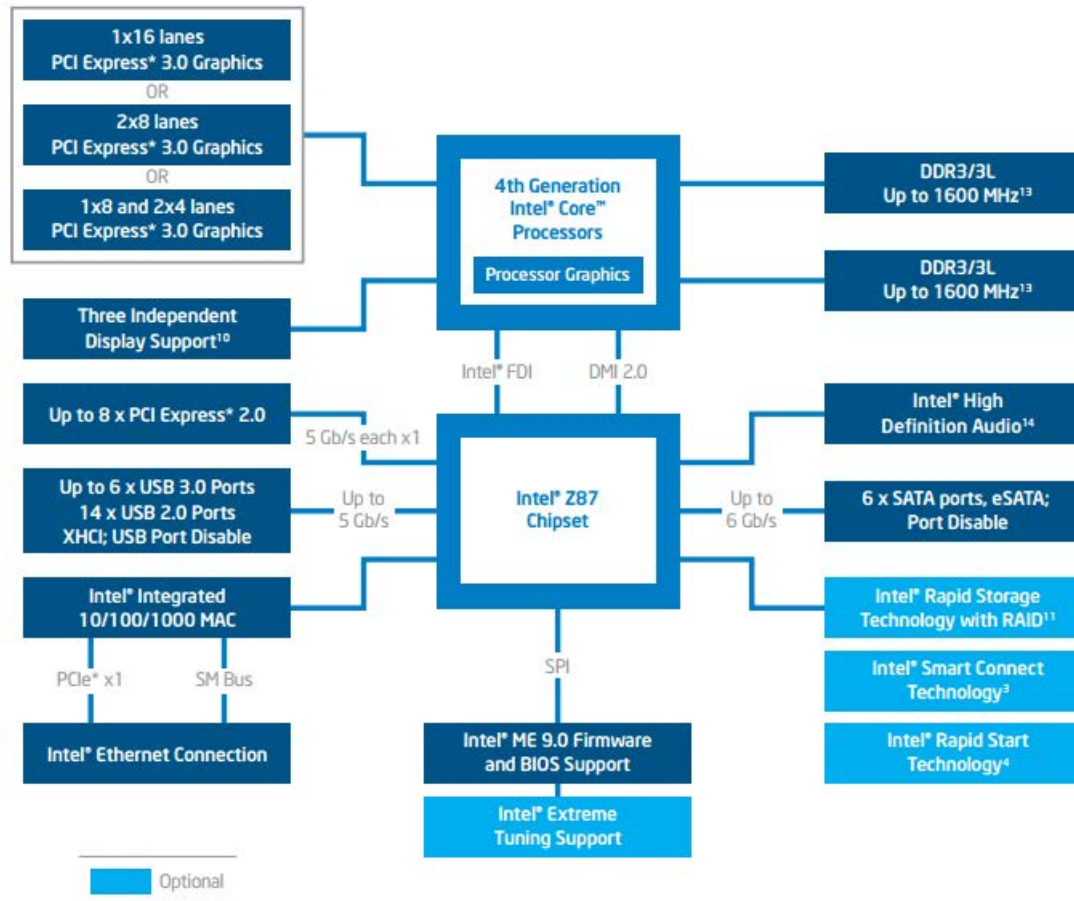 1x16 lanes
PCI Express* 3.0 Graphics
OR
2x8 lanes
PCI Express* 3.0 Graphics
OR
1x8 and 2x4 lanes
PCI Express* 3.0 Graphics
4th Generation
Intel® Core™
Processors
Processor Graphics
DDR3/3L
Up to 1600 MHz¹³
DDR3/3L
Up to 1600 MHz¹³
Three Independent
Display Support¹⁰
Intel® FDI
DMI 2.0
Up to 8 x PCI Express* 2.0
5 Gb/s each x1
Intel® High
Definition Audio¹⁴
Up to 6 x USB 3.0 Ports
14 x USB 2.0 Ports
XHCI; USB Port Disable
Up to
5 Gb/s
Intel® Z87
Chipset
Up to
6 Gb/s
6 x SATA ports, eSATA;
Port Disable
Intel® Integrated
10/100/1000 MAC
Intel® Rapid Storage
Technology with RAID¹¹
PCIe* x1
SM Bus
SPI
Intel® Smart Connect
Technology³
Intel® Ethernet Connection
Intel® ME 9.0 Firmware
and BIOS Support
Intel® Rapid Start
Technology⁴
Intel® Extreme
Tuning Support
Optional